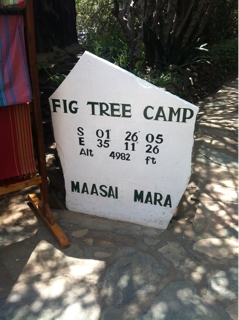 FIG TREE CAMP
S 01 26 05
E 35 11 26
Alt 4982 ft
MAASAI MARA